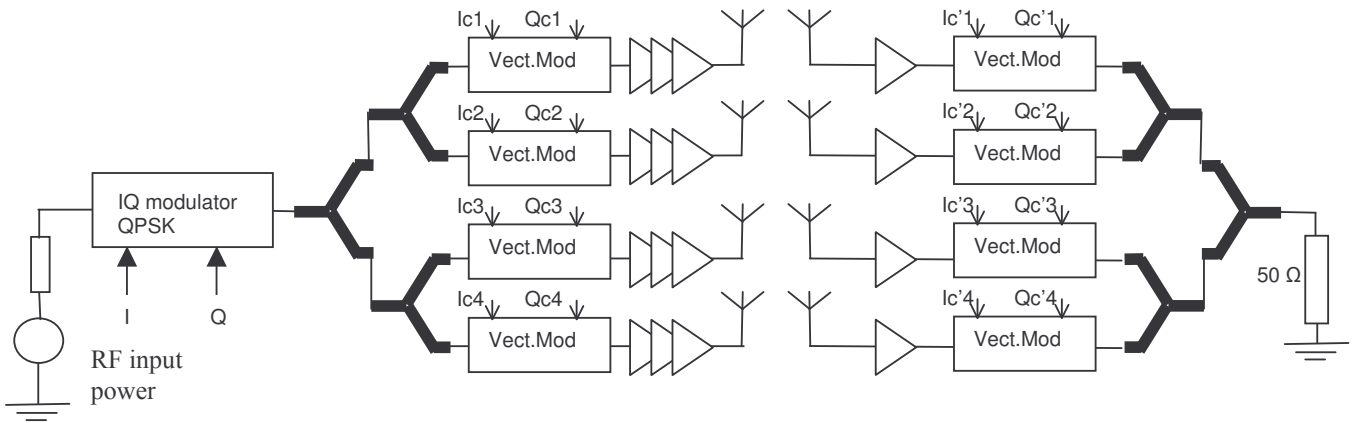 Ic1 Qc1 Ic'1 Qc'1
Vect.Mod Vect.Mod
Ic2 Qc2 Ic'2 Qc'2
Vect.Mod Vect.Mod
IQ modulator
QPSK
Ic3 Qc3 Ic'3 Qc'3
Vect.Mod Vect.Mod
50 Ω
Ic4 Qc4 Ic'4 Qc'4
I Q
Vect.Mod Vect.Mod
RF input
power